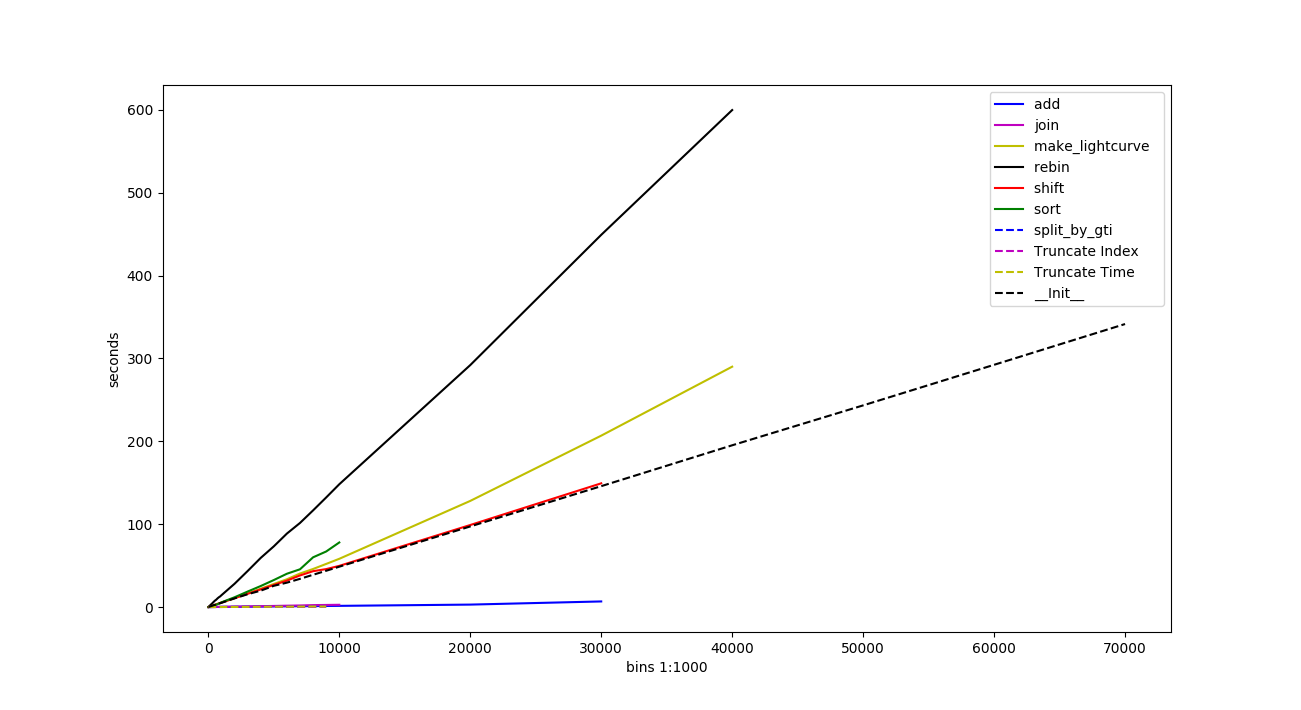 600
500
400
300
200
100
0
seconds
0 10000 20000 30000 40000 50000 60000 70000
bins 1:1000
add
join
make_lightcurve
rebin
shift
sort
split_by_gti
Truncate Index
Truncate Time
__Init__